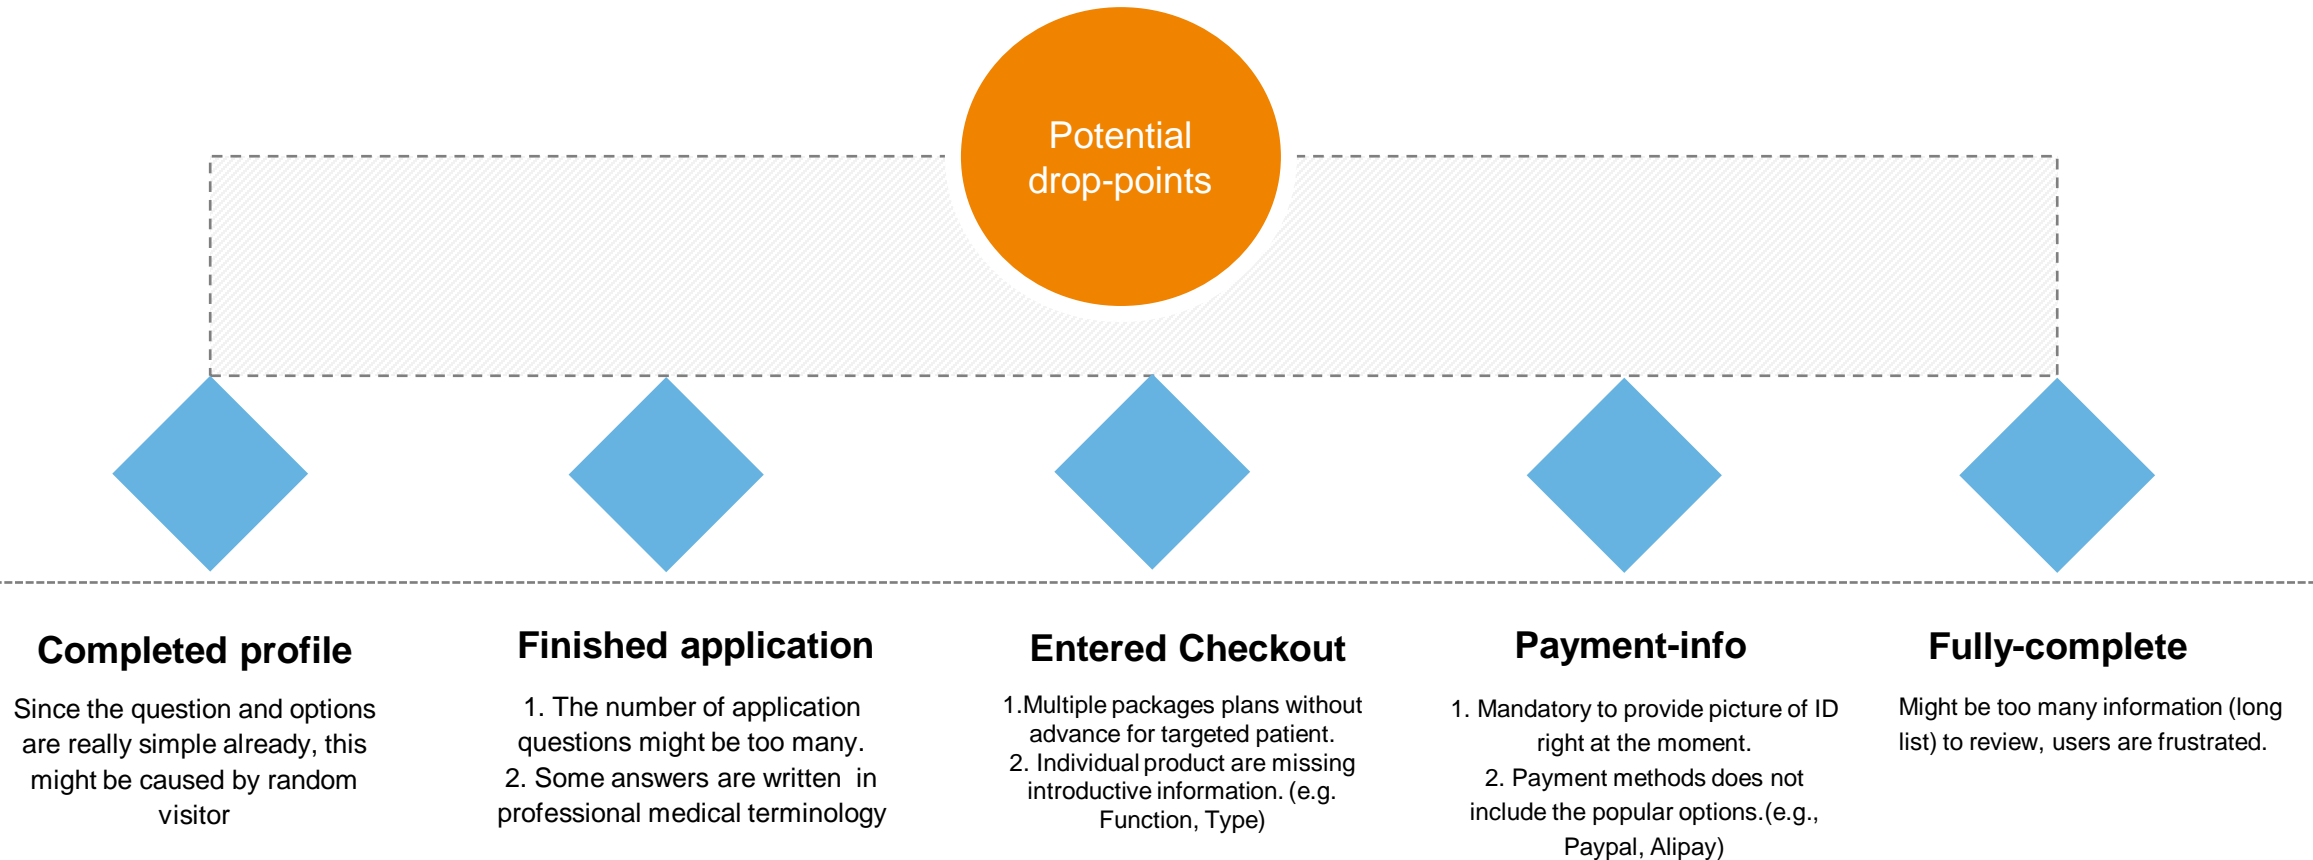 Potential
drop-points
Completed profile
Since the question and options
are really simple already, this
might be caused by random
visitor
Finished application
1. The number of application
questions might be too many.
2. Some answers are written in
professional medical terminology
Entered Checkout
1.Multiple packages plans without
advance for targeted patient.
2. Individual product are missing
introductive information. (e.g.
Function, Type)
Payment-info
1. Mandatory to provide picture of ID
right at the moment.
2. Payment methods does not
include the popular options.(e.g.,
Paypal, Alipay)
Fully-complete
Might be too many information (long
list) to review, users are frustrated.